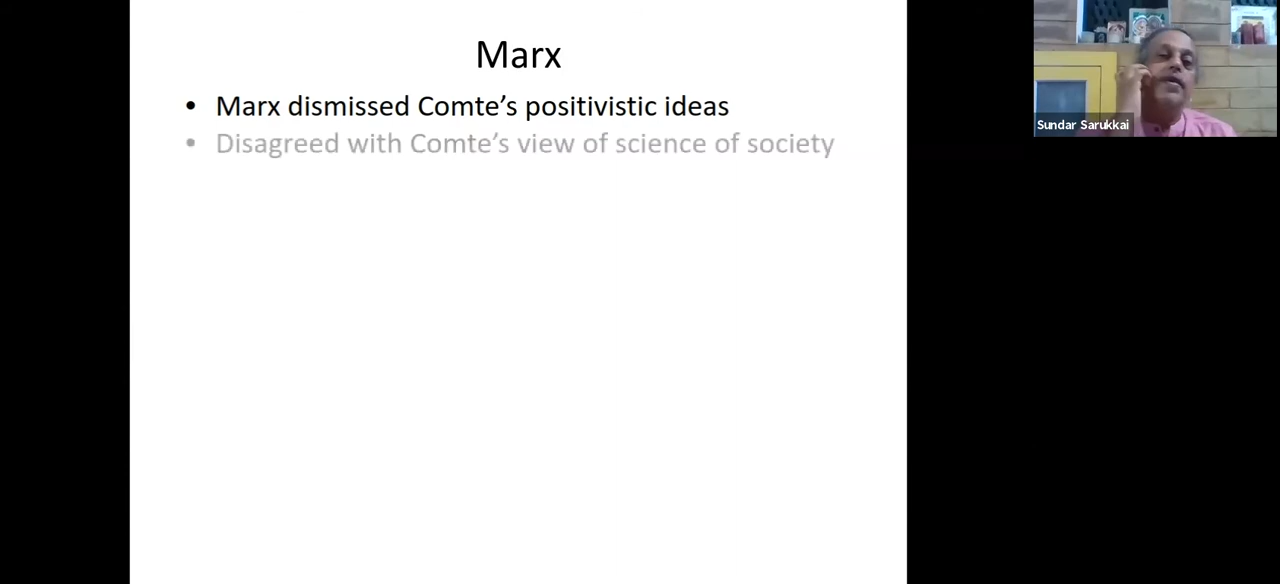 Marx
• Marx dismissed Comte’s positivistic ideas
• Disagreed with Comte’s view of science of society
Sundar Sarukkai